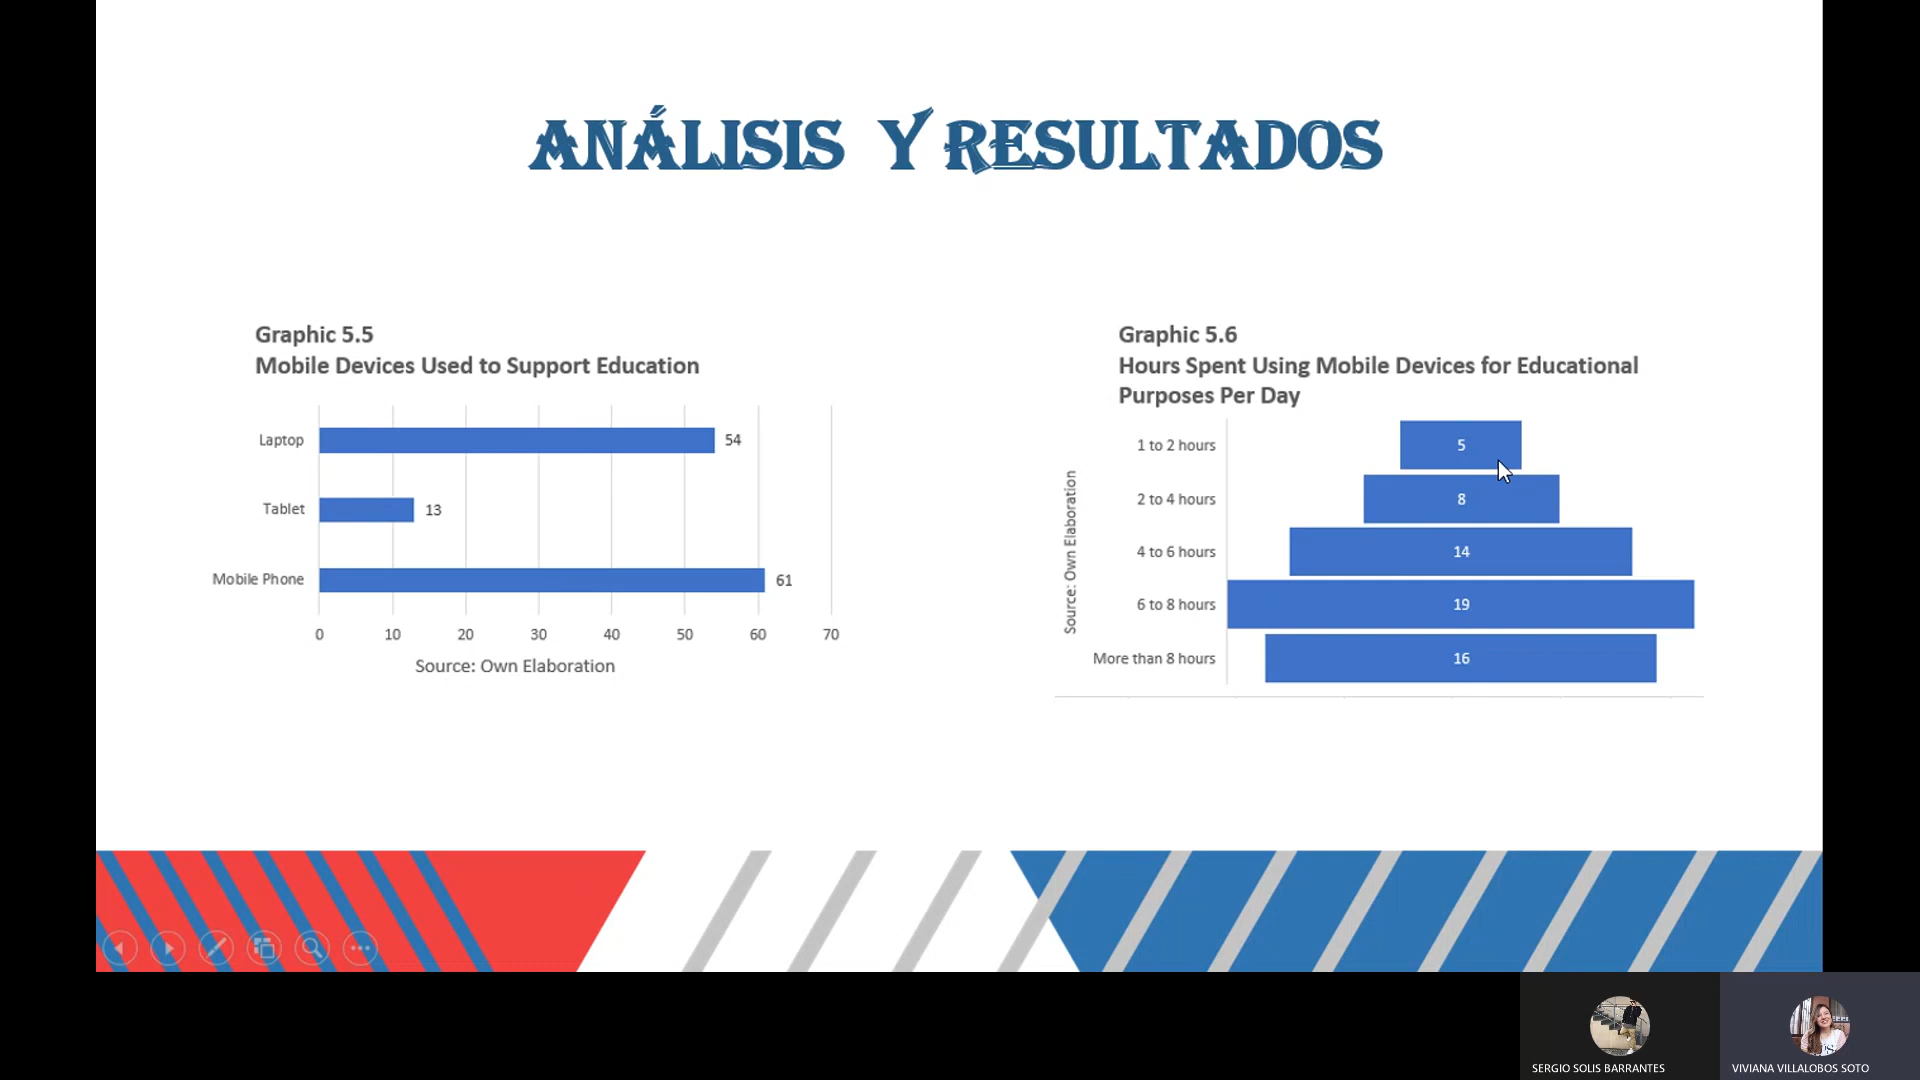 ANÁLISIS Y RESULTADOS
Graphic 5.5
Mobile Devices Used to Support Education
Laptop 54
Tablet 13
Mobile Phone 61
0 10 20 30 40 50 60 70
Source: Own Elaboration
Graphic 5.6
Hours Spent Using Mobile Devices for Educational
Purposes Per Day
Source: Own Elaboration
1 to 2 hours 5
2 to 4 hours 8
4 to 6 hours 14
6 to 8 hours 19
More than 8 hours 16
SERGIO SOLIS BARRANTES
VIVIANA VILLALOBOS SOTO